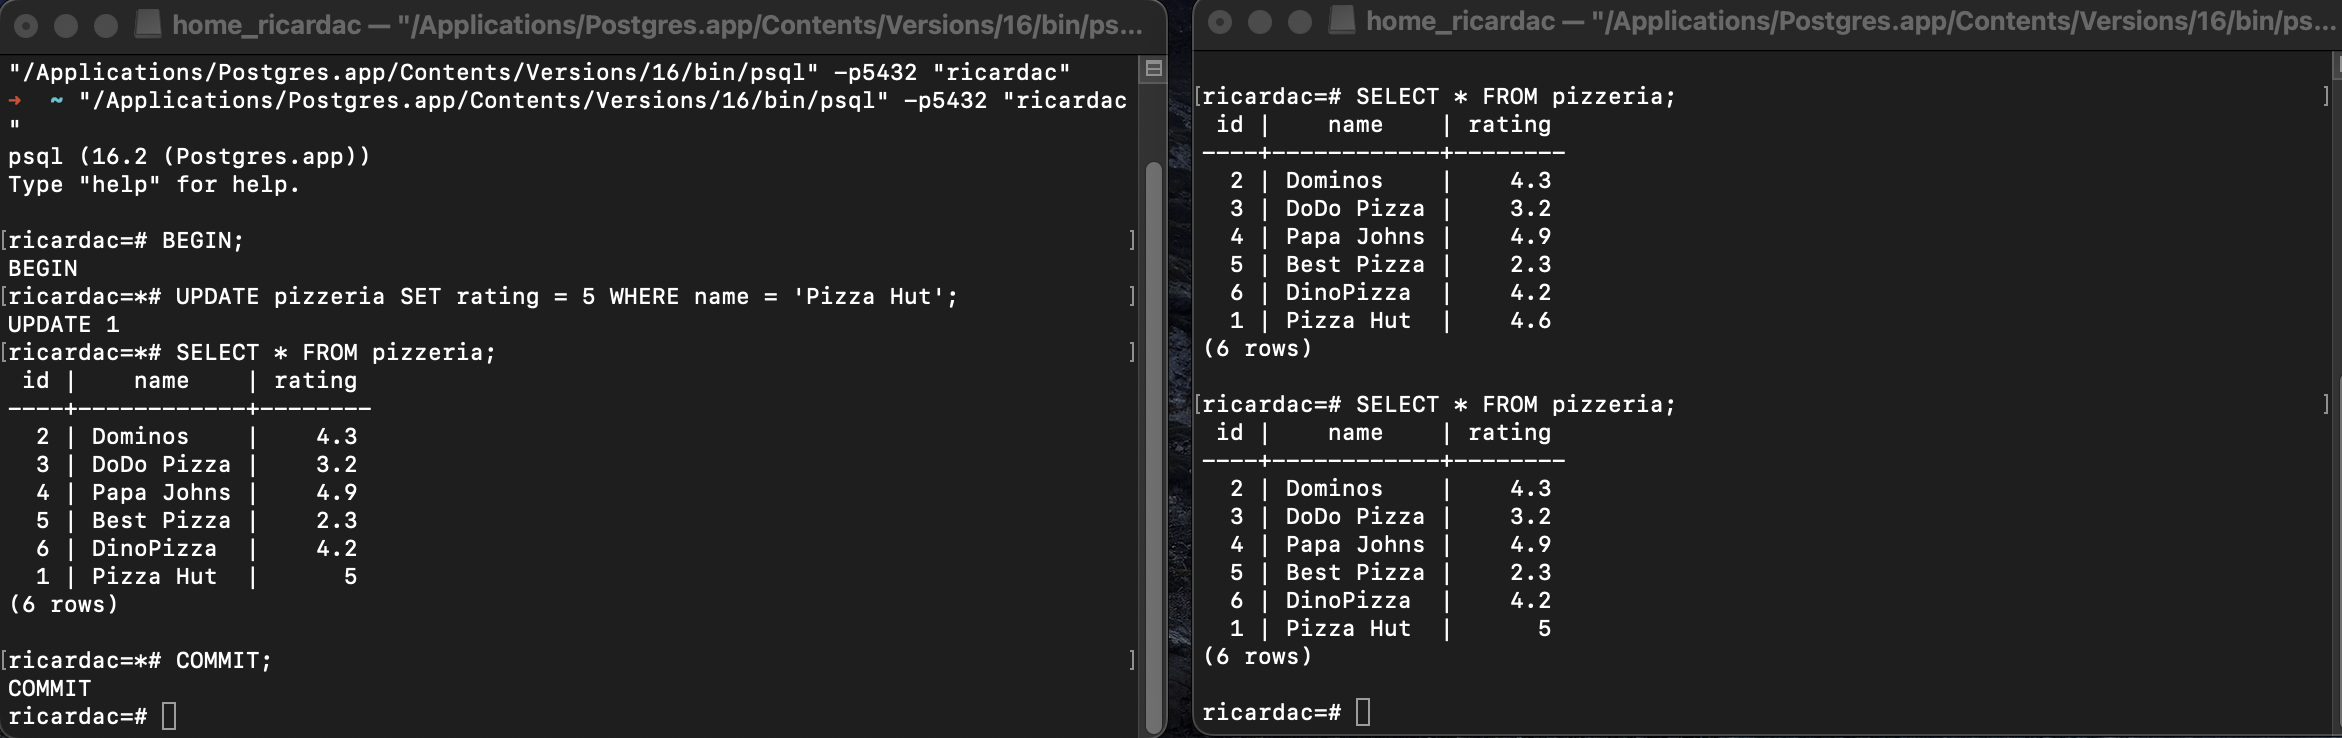 home_ricardac — "/Applications/Postgres.app/Contents/Versions/16/bin/ps...
"/Applications/Postgres.app/Contents/Versions/16/bin/psql" -p5432 "ricardac"
→ ~ "/Applications/Postgres.app/Contents/Versions/16/bin/psql" -p5432 "ricardac
"
psql (16.2 (Postgres.app))
Type "help" for help.
[ricardac=# BEGIN; ]
BEGIN
[ricardac=*# UPDATE pizzeria SET rating = 5 WHERE name = 'Pizza Hut'; ]
UPDATE 1
[ricardac=*# SELECT * FROM pizzeria; ]
 id |    name    | rating
----+------------+--------
  2 | Dominos    |    4.3
  3 | DoDo Pizza |    3.2
  4 | Papa Johns |    4.9
  5 | Best Pizza |    2.3
  6 | DinoPizza  |    4.2
  1 | Pizza Hut  |      5
(6 rows)
[ricardac=*# COMMIT; ]
COMMIT
ricardac=#
home_ricardac — "/Applications/Postgres.app/Contents/Versions/16/bin/ps...
[ricardac=# SELECT * FROM pizzeria; ]
 id |    name    | rating
----+------------+--------
  2 | Dominos    |    4.3
  3 | DoDo Pizza |    3.2
  4 | Papa Johns |    4.9
  5 | Best Pizza |    2.3
  6 | DinoPizza  |    4.2
  1 | Pizza Hut  |    4.6
(6 rows)
[ricardac=# SELECT * FROM pizzeria; ]
 id |    name    | rating
----+------------+--------
  2 | Dominos    |    4.3
  3 | DoDo Pizza |    3.2
  4 | Papa Johns |    4.9
  5 | Best Pizza |    2.3
  6 | DinoPizza  |    4.2
  1 | Pizza Hut  |      5
(6 rows)
ricardac=#